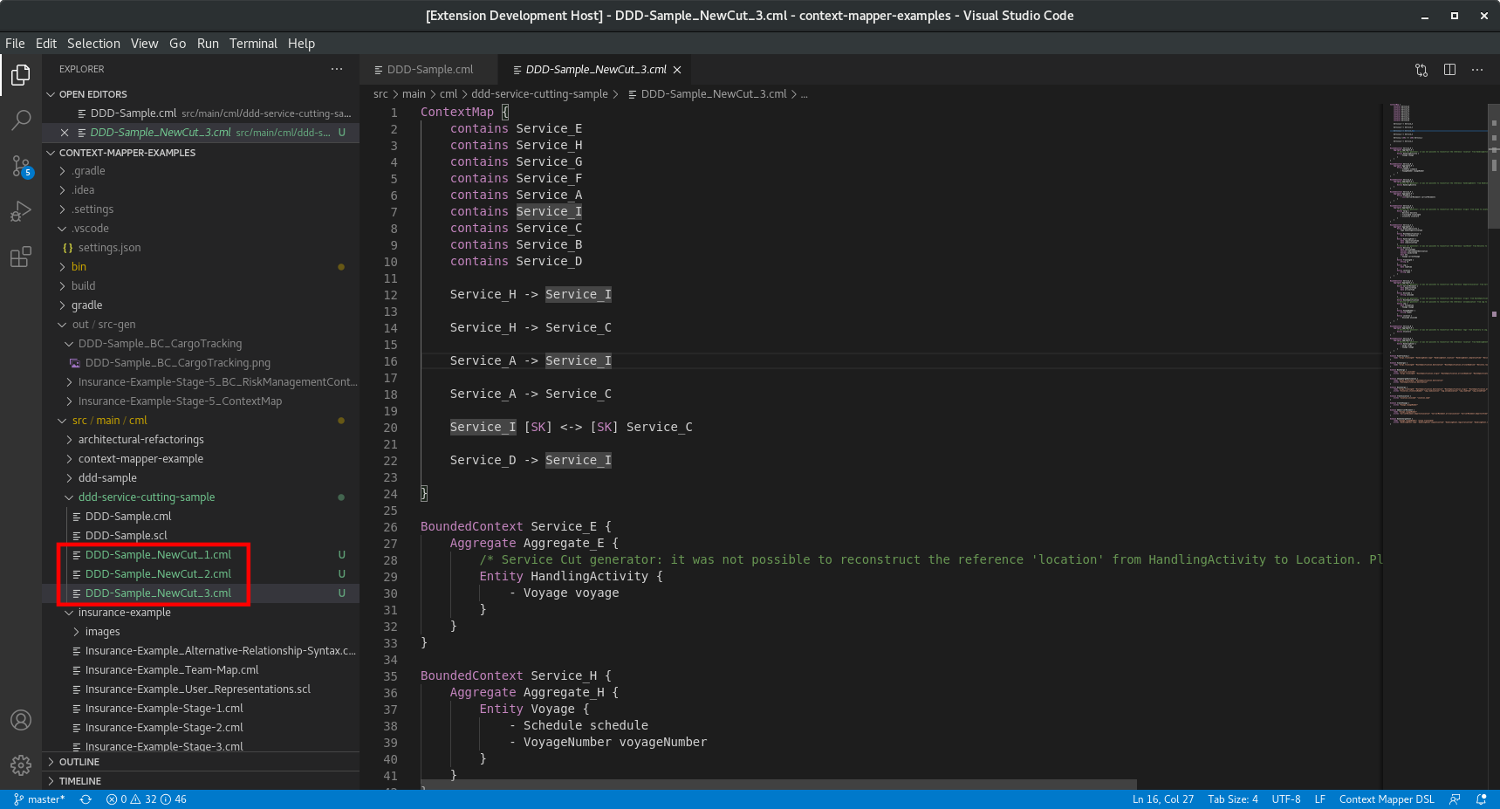 [Extension Development Host] - DDD-Sample_NewCut_3.cml - context-mapper-examples - Visual Studio Code
File Edit Selection View Go Run Terminal Help
EXPLORER
OPEN EDITORS
DDD-Sample.cml src/main/cml/ddd-service-cutting-sa...
DDD-Sample_NewCut_3.cml src/main/cml/ddd-s... U
CONTEXT-MAPPER-EXAMPLES
.gradle
.idea
.settings
.vscode
{} settings.json
bin
build
gradle
out / src-gen
DDD-Sample_BC_CargoTracking
DDD-Sample_BC_CargoTracking.png
Insurance-Example-Stage-5_BC_RiskManagementCont...
Insurance-Example-Stage-5_ContextMap
src / main / cml
architectural-refactorings
context-mapper-example
ddd-sample
ddd-service-cutting-sample
DDD-Sample.cml
DDD-Sample.scl
DDD-Sample_NewCut_1.cml U
DDD-Sample_NewCut_2.cml U
DDD-Sample_NewCut_3.cml U
insurance-example
images
Insurance-Example_Alternative-Relationship-Syntax.c...
Insurance-Example_Team-Map.cml
Insurance-Example_User_Representations.scl
Insurance-Example-Stage-1.cml
Insurance-Example-Stage-2.cml
Insurance-Example-Stage-3.cml
OUTLINE
TIMELINE
5
DDD-Sample.cml DDD-Sample_NewCut_3.cml
src > main > cml > ddd-service-cutting-sample > DDD-Sample_NewCut_3.cml > ...
1 ContextMap {
2 contains Service_E
3 contains Service_H
4 contains Service_G
5 contains Service_F
6 contains Service_A
7 contains Service_I
8 contains Service_C
9 contains Service_B
10 contains Service_D
11
12 Service_H -> Service_I
13
14 Service_H -> Service_C
15
16 Service_A -> Service_I
17
18 Service_A -> Service_C
19
20 Service_I [SK] <-> [SK] Service_C
21
22 Service_D -> Service_I
23
24 }
25
26 BoundedContext Service_E {
27 Aggregate Aggregate_E {
28 /* Service Cut generator: it was not possible to reconstruct the reference 'location' from HandlingActivity to Location. Pl
29 Entity HandlingActivity {
30 - Voyage voyage
31 }
32 }
33 }
34
35 BoundedContext Service_H {
36 Aggregate Aggregate_H {
37 Entity Voyage {
38 - Schedule schedule
39 - VoyageNumber voyageNumber
40 }
41 }
master* 0 32 46 Ln 16, Col 27 Tab Size: 4 UTF-8 LF Context Mapper DSL